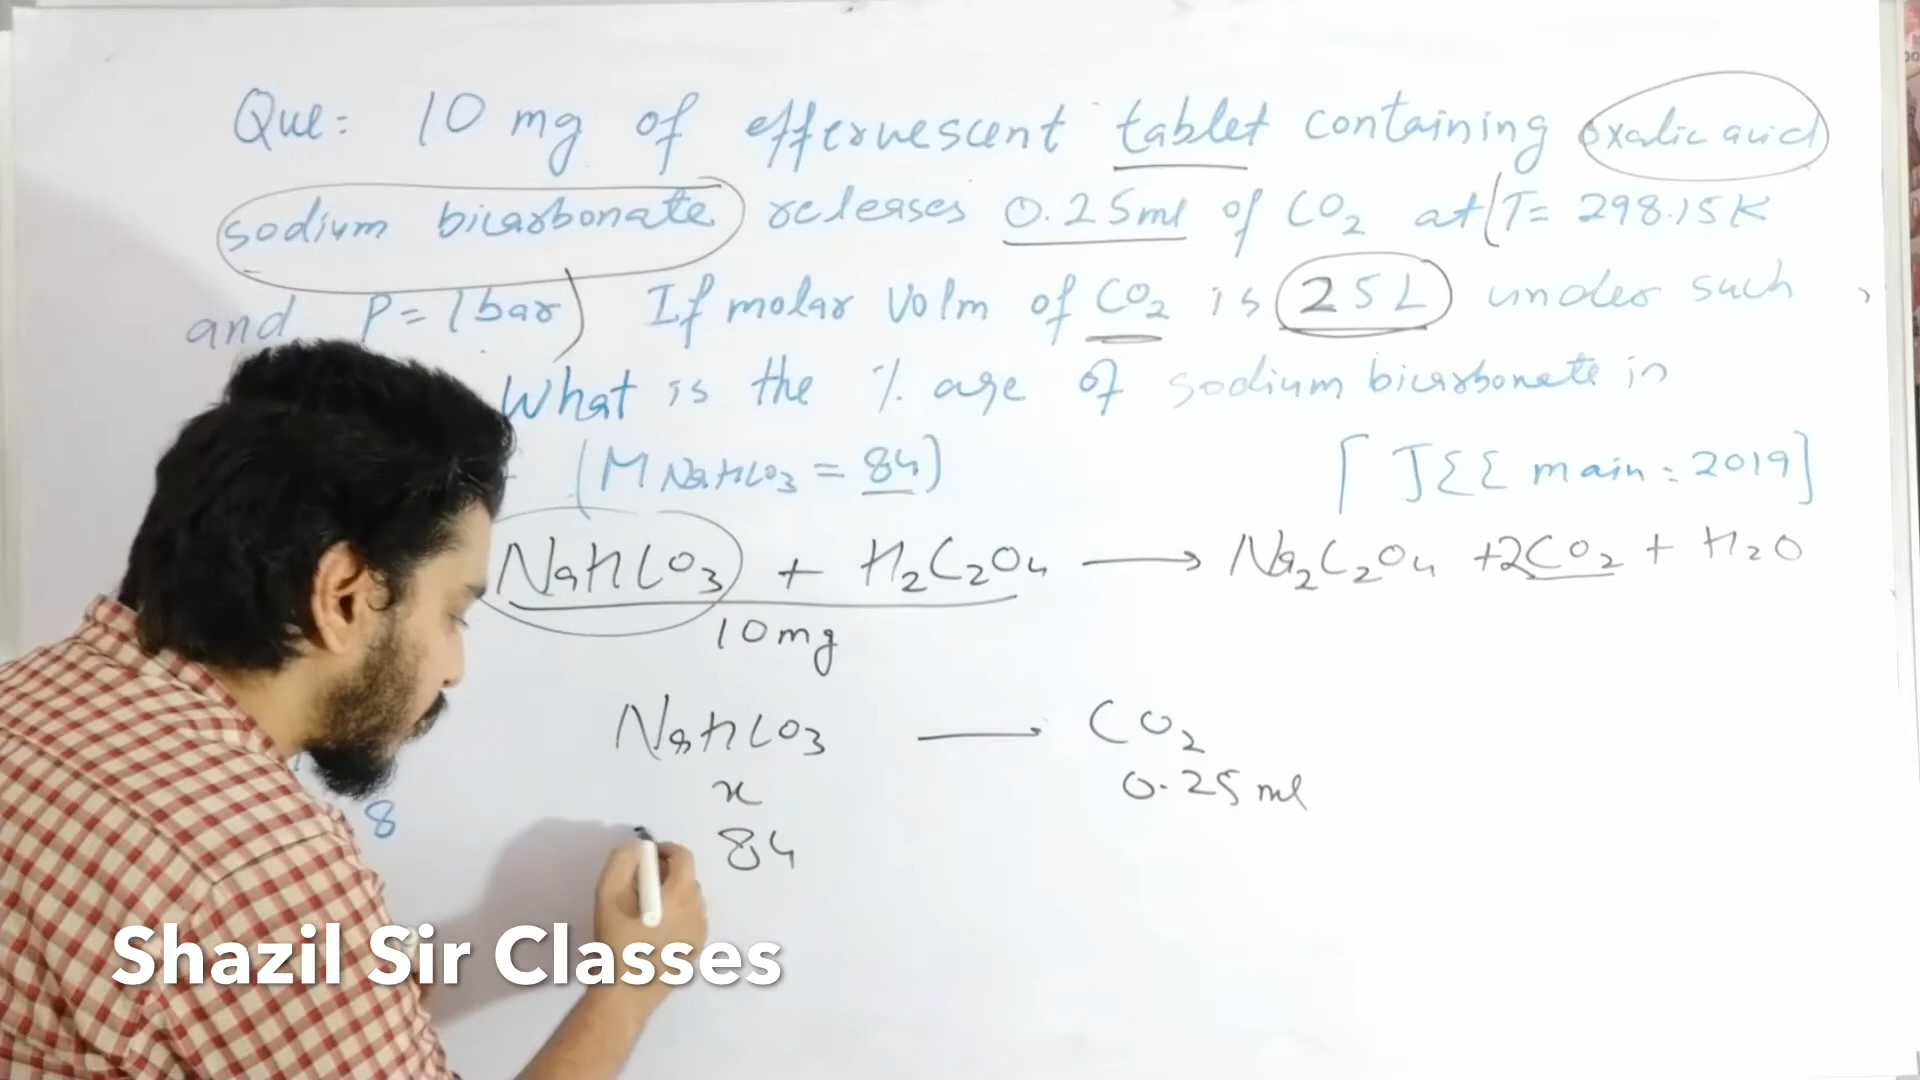 Que: 10 mg of effervescent tablet containing oxalic acid
sodium bicarbonate releases 0.25ml of CO2 at (T= 298.15K
and P=1bar) If molar Volm of CO2 is 25L under such
What is the % age of sodium bicarbonate in
(M NaHCO3 = 84)
[JEE main: 2019]
NaHCO3 + H2C2O4 ⟶ Na2C2O4 +2CO2 + H2O
10mg
NaHCO3 ⟶ CO2
x 0.25 ml
8
84
Shazil Sir Classes